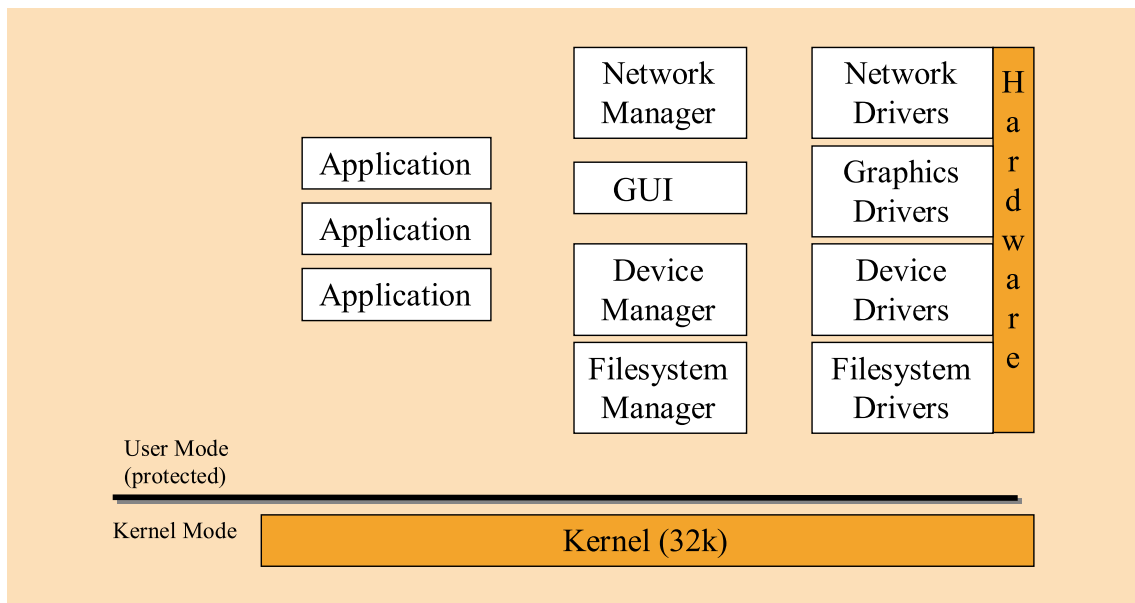 Network
Manager
Network
Drivers
Hardware
Application
GUI
Graphics
Drivers
Application
Application
Device
Manager
Device
Drivers
Filesystem
Manager
Filesystem
Drivers
User Mode
(protected)
Kernel Mode
Kernel (32k)